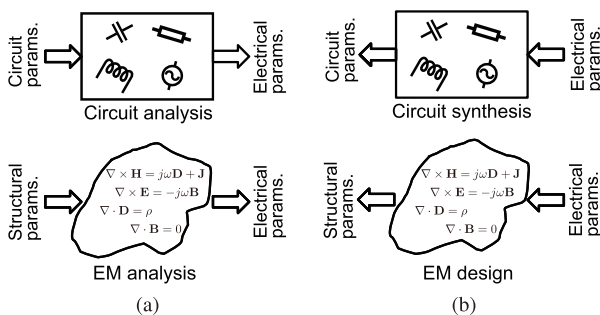 Circuit
params.
Electrical
params.
Circuit analysis
Structural
params.
∇ × H = jωD + J
∇ × E = −jωB
∇ · D = ρ
∇ · B = 0
Electrical
params.
EM analysis
(a)
Circuit
params.
Electrical
params.
Circuit synthesis
Structural
params.
∇ × H = jωD + J
∇ × E = −jωB
∇ · D = ρ
∇ · B = 0
Electrical
params.
EM design
(b)